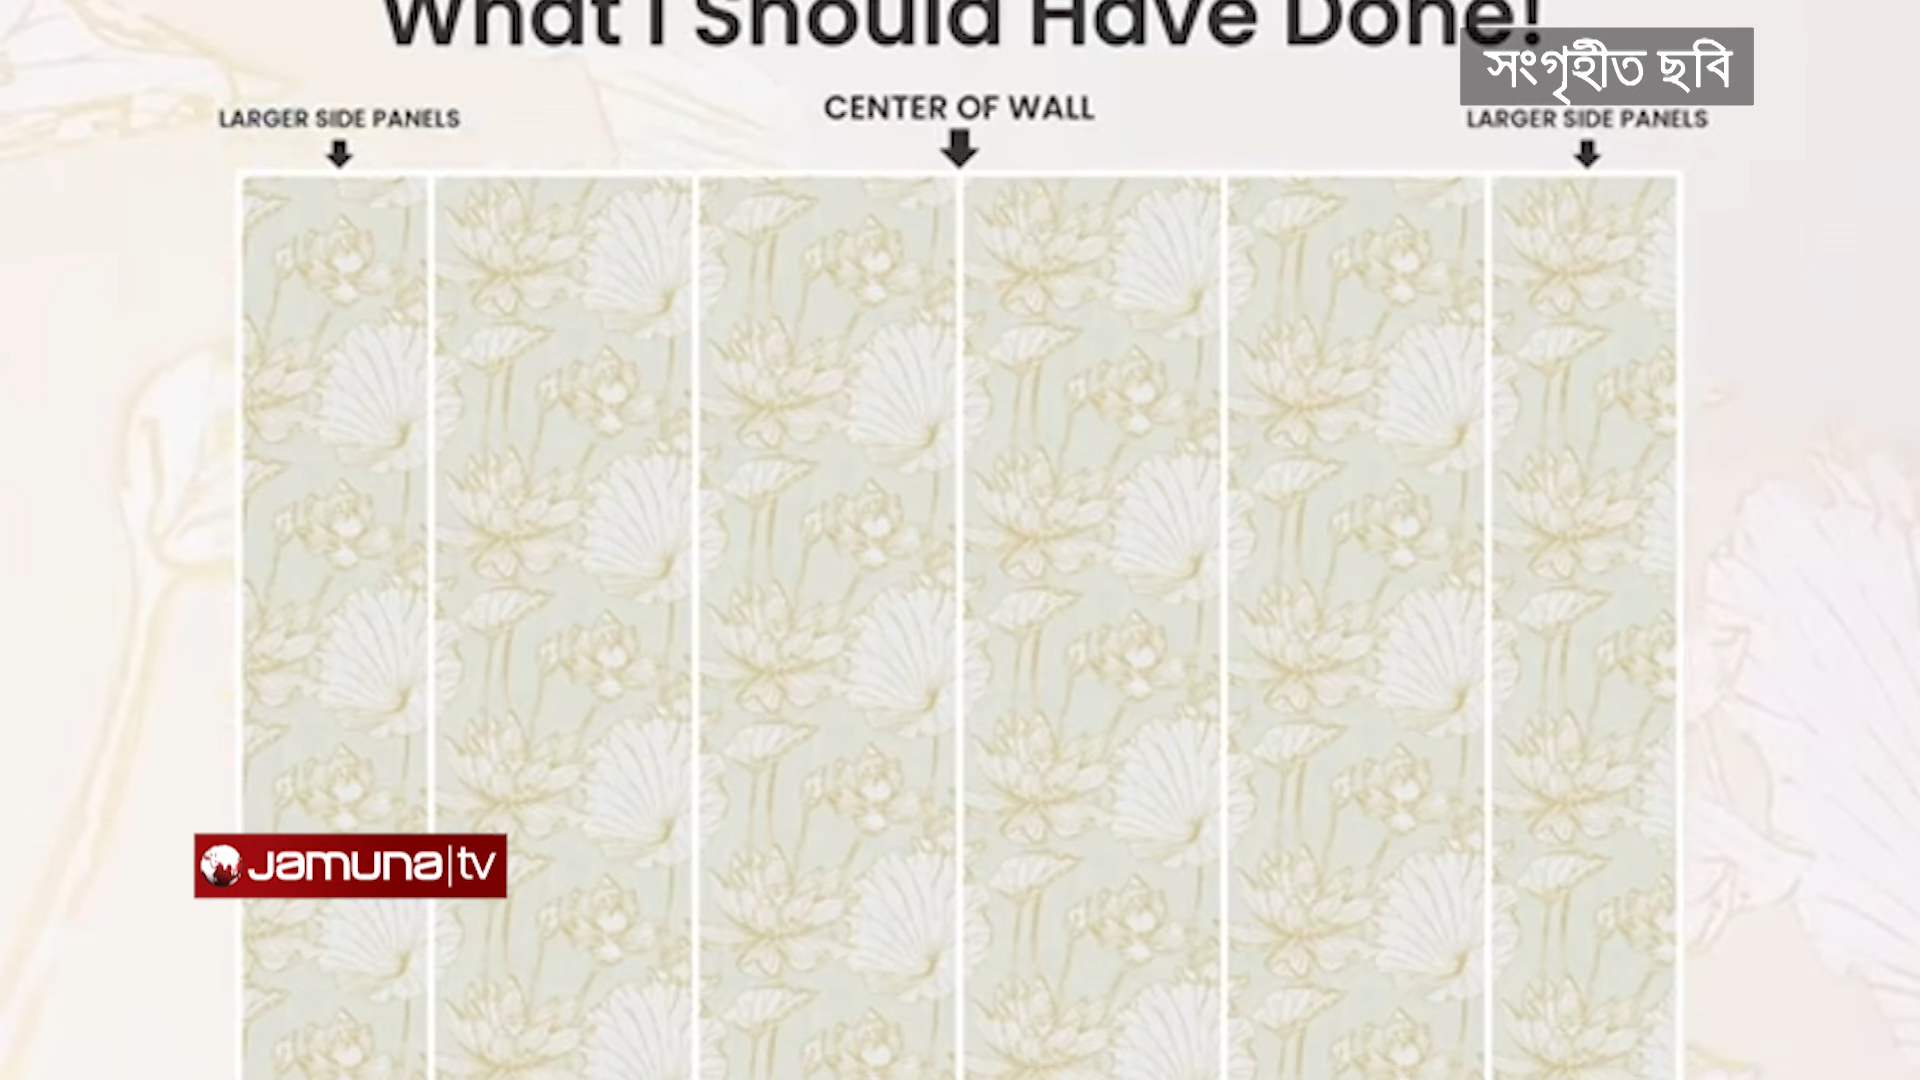 What I Should Have Done!
সংগৃহীত ছবি
LARGER SIDE PANELS
CENTER OF WALL
LARGER SIDE PANELS
Jamuna|tv